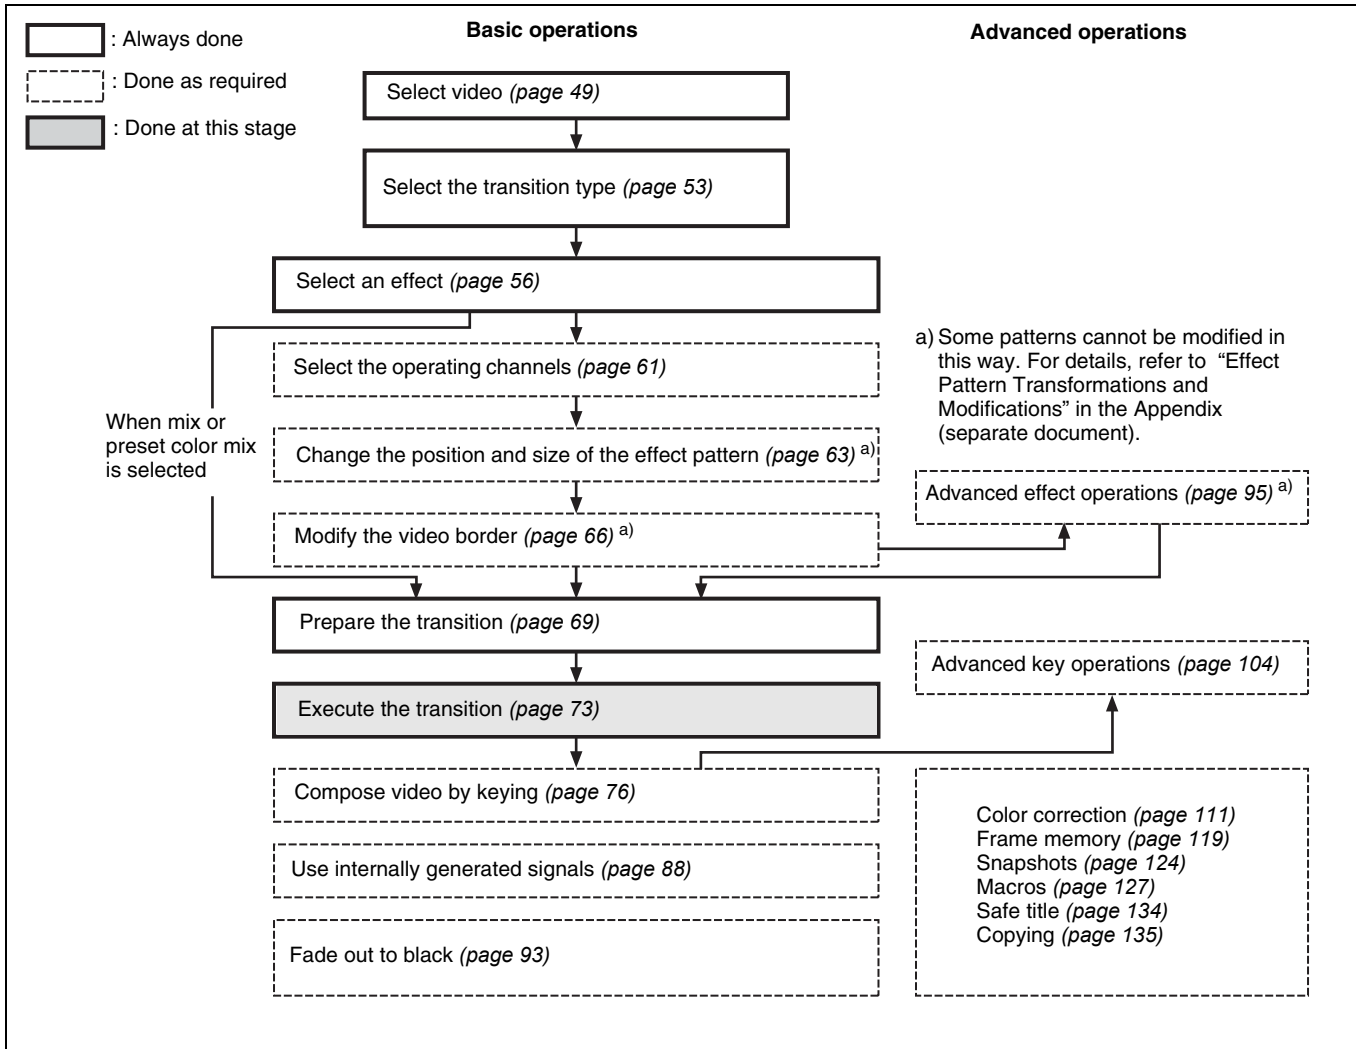 Basic operations
Advanced operations
: Always done
: Done as required
: Done at this stage
Select video (page 49)
Select the transition type (page 53)
Select an effect (page 56)
Select the operating channels (page 61)
When mix or
preset color mix
is selected
Change the position and size of the effect pattern (page 63) a)
Modify the video border (page 66) a)
a) Some patterns cannot be modified in
this way. For details, refer to “Effect
Pattern Transformations and
Modifications” in the Appendix
(separate document).
Advanced effect operations (page 95) a)
Prepare the transition (page 69)
Execute the transition (page 73)
Advanced key operations (page 104)
Compose video by keying (page 76)
Use internally generated signals (page 88)
Fade out to black (page 93)
Color correction (page 111)
Frame memory (page 119)
Snapshots (page 124)
Macros (page 127)
Safe title (page 134)
Copying (page 135)